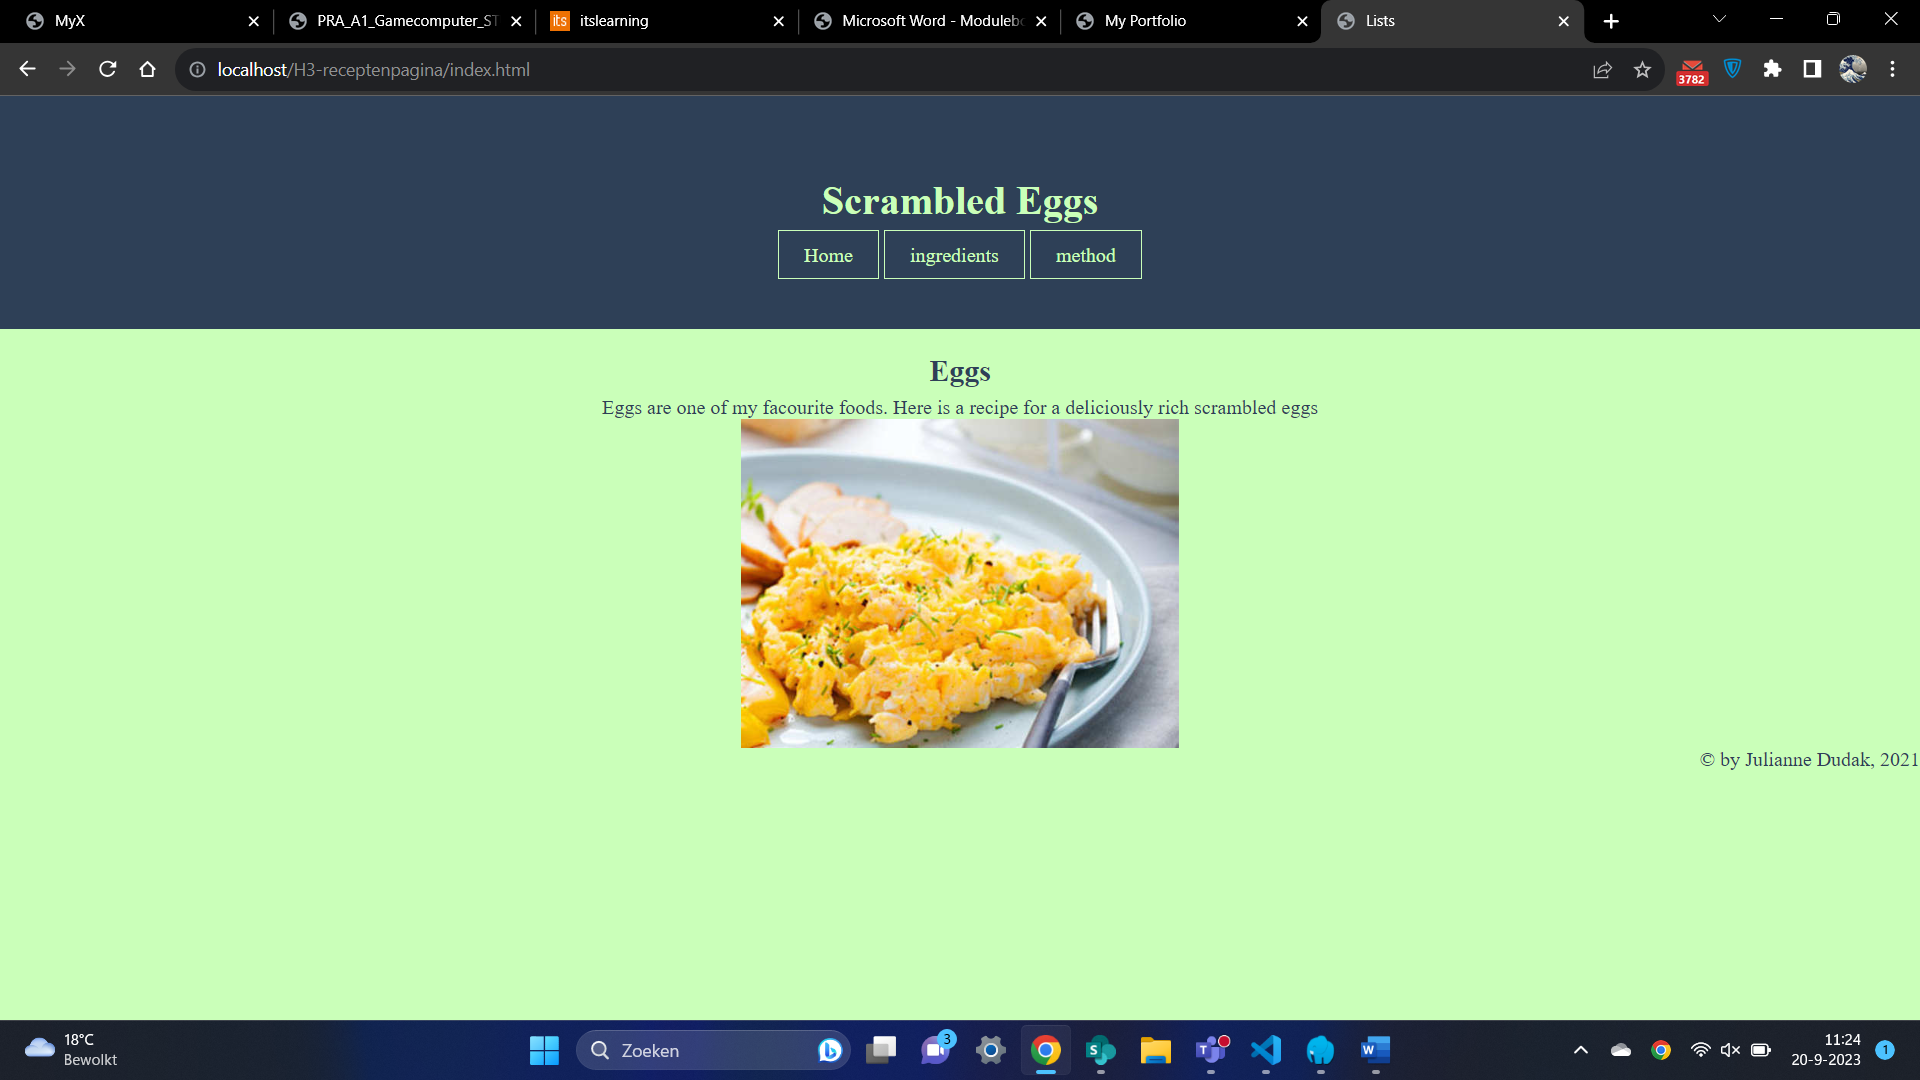 MyX
PRA_A1_Gamecomputer_ST
its
itslearning
Microsoft Word - Modulebo
My Portfolio
Lists
localhost/H3-receptenpagina/index.html
3782
Scrambled Eggs
Home
ingredients
method
Eggs
Eggs are one of my facourite foods. Here is a recipe for a deliciously rich scrambled eggs
© by Julianne Dudak, 2021
18°C
Bewolkt
Zoeken
3
S
T
W
11:24
20-9-2023
1